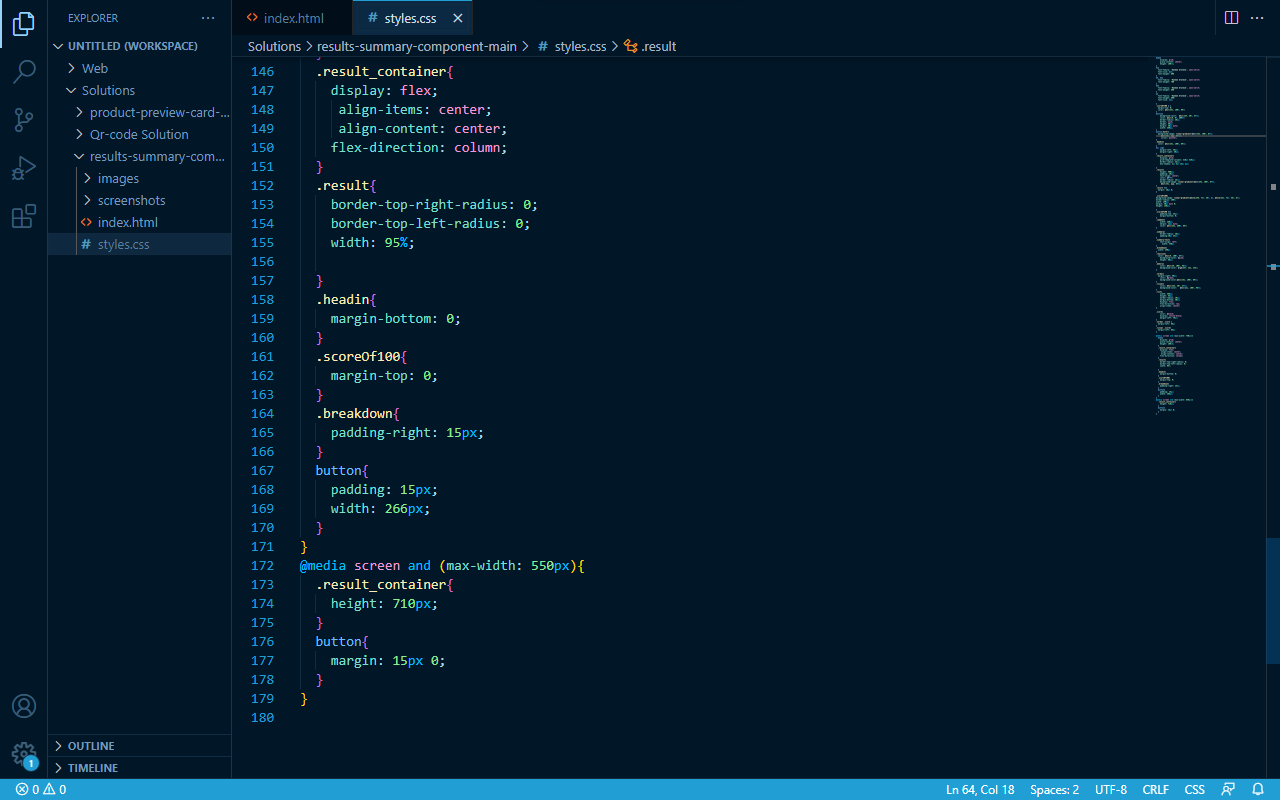 EXPLORER
index.html
# styles.css
UNTITLED (WORKSPACE)
Web
Solutions
product-preview-card-...
Qr-code Solution
results-summary-com...
images
screenshots
index.html
# styles.css
OUTLINE
TIMELINE
Solutions > results-summary-component-main > # styles.css > .result
146 .result_container{
147 display: flex;
148 align-items: center;
149 align-content: center;
150 flex-direction: column;
151 }
152 .result{
153 border-top-right-radius: 0;
154 border-top-left-radius: 0;
155 width: 95%;
156
157 }
158 .headin{
159 margin-bottom: 0;
160 }
161 .scoreOf100{
162 margin-top: 0;
163 }
164 .breakdown{
165 padding-right: 15px;
166 }
167 button{
168 padding: 15px;
169 width: 266px;
170 }
171 }
172 @media screen and (max-width: 550px){
173 .result_container{
174 height: 710px;
175 }
176 button{
177 margin: 15px 0;
178 }
179 }
180
1
0 0
Ln 64, Col 18 Spaces: 2 UTF-8 CRLF CSS